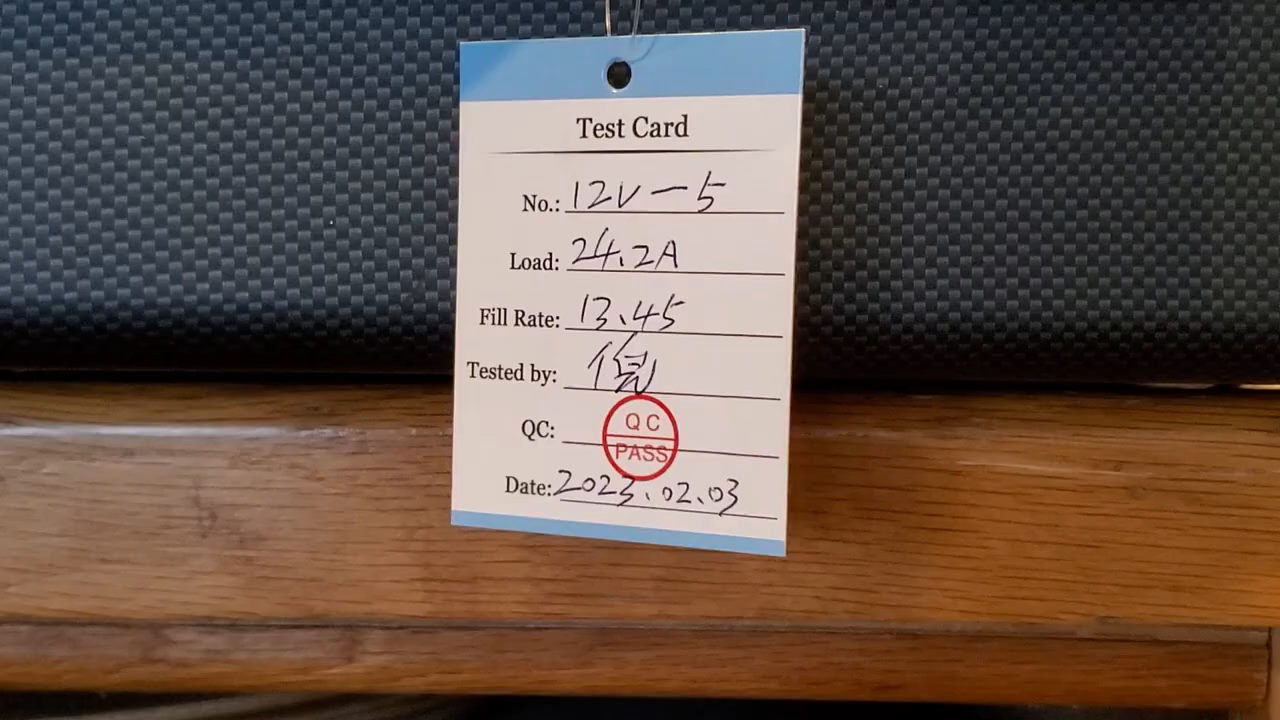 Test Card
No.: 12V-5
Load: 24.2A
Fill Rate: 13.45
Tested by:
QC: QC PASS
Date: 2023.02.03